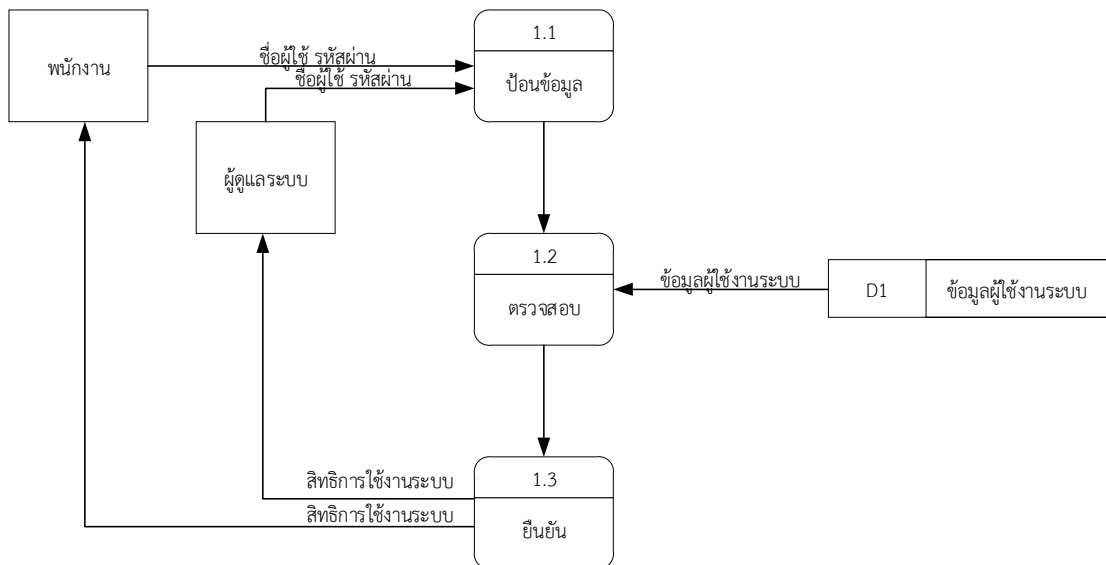 1.1
พนักงาน
ชื่อผู้ใช้ รหัสผ่าน
ชื่อผู้ใช้ รหัสผ่าน
ป้อนข้อมูล
ผู้ดูแลระบบ
1.2
ข้อมูลผู้ใช้งานระบบ
D1
ข้อมูลผู้ใช้งานระบบ
ตรวจสอบ
สิทธิการใช้งานระบบ
1.3
สิทธิการใช้งานระบบ
ยืนยัน